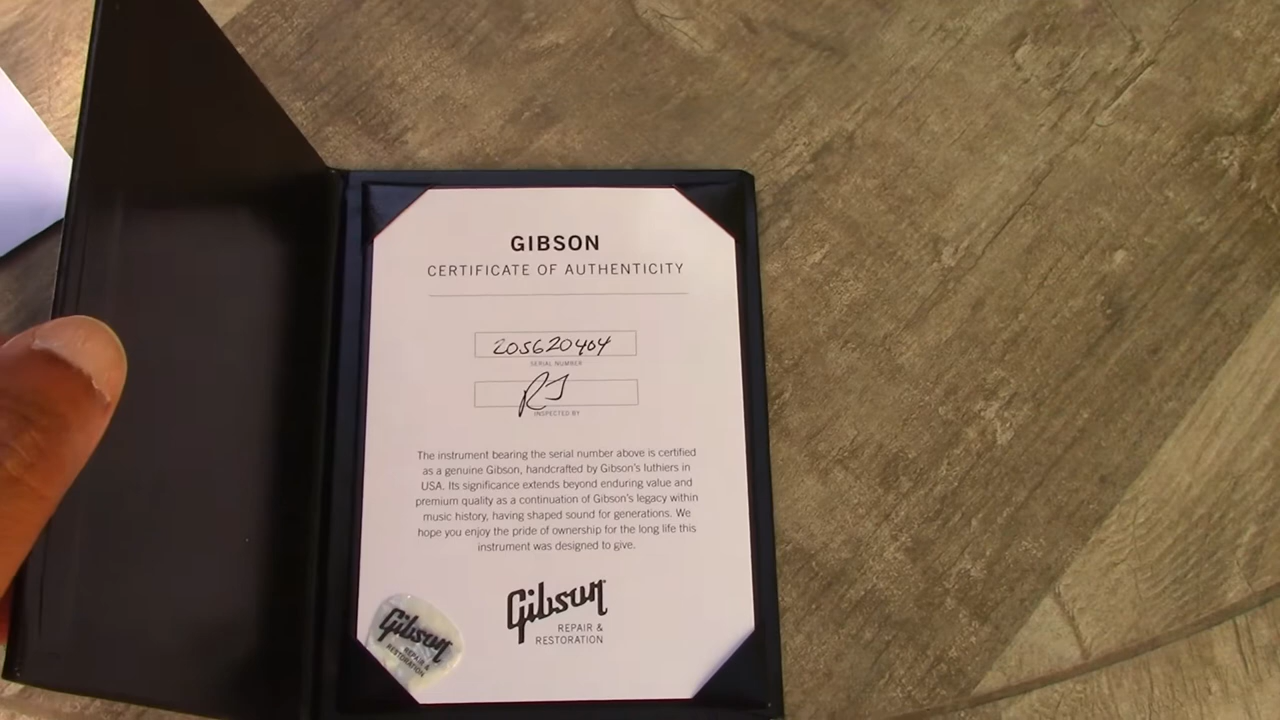 GIBSON
CERTIFICATE OF AUTHENTICITY
205620404
SERIAL NUMBER
RJ
INSPECTED BY
The instrument bearing the serial number above is certified
as a genuine Gibson, handcrafted by Gibson's luthiers in
USA. Its significance extends beyond enduring value and
premium quality as a continuation of Gibson's legacy within
music history, having shaped sound for generations. We
hope you enjoy the pride of ownership for the long life this
instrument was designed to give.
Gibson
REPAIR &
RESTORATION
Gibson
REPAIR &
RESTORATION